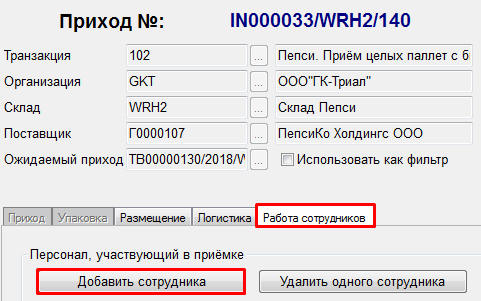 Приход №: IN000033/WRH2/140
Транзакция 102 ... Пепси. Приём целых паллет с б
Организация GKT ... ООО"ГК-Триал"
Склад WRH2 ... Склад Пепси
Поставщик Г0000107 ... ПепсиКо Холдингс ООО
Ожидаемый приход ТВ00000130/2018/W ... Использовать как фильтр
Приход Упаковка Размещение Логистика Работа сотрудников
Персонал, участвующий в приёмке
Добавить сотрудника Удалить одного сотрудника